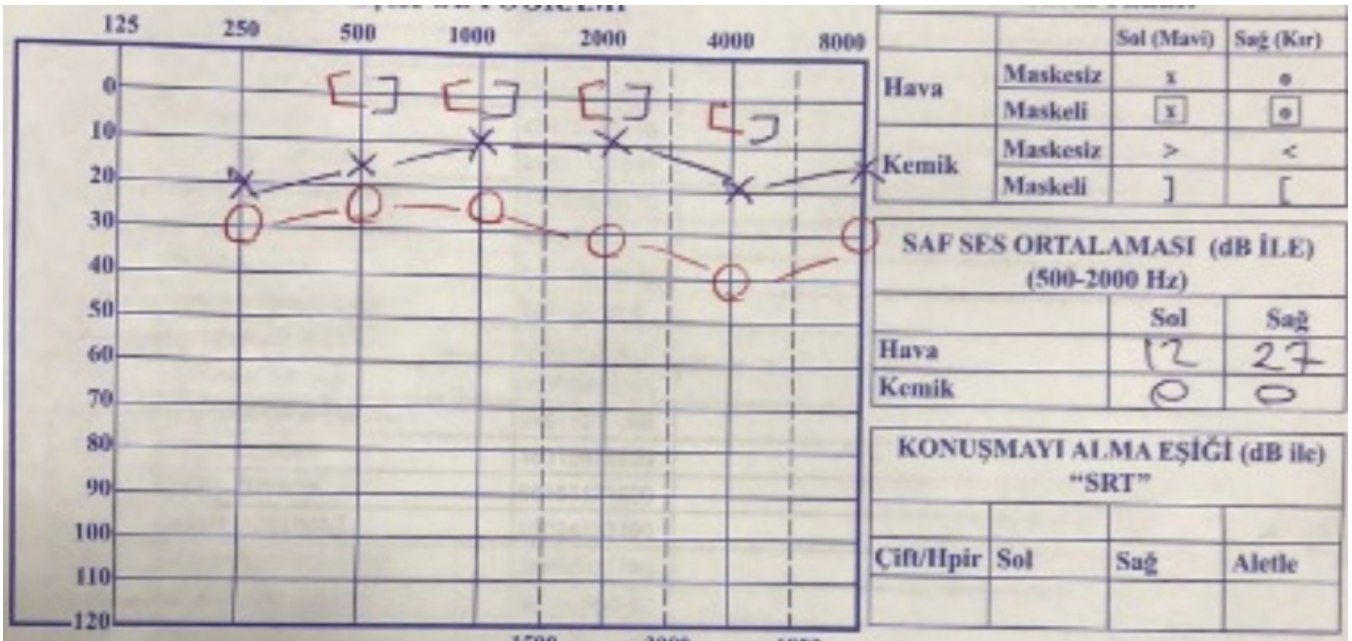 125 250 500 1000 2000 4000 8000
0
10
20
30
40
50
60
70
80
90
100
110
120
Sol (Mavi) Sağ (Kır)
Hava Maskesiz x o
Maskeli x o
Kemik Maskesiz > <
Maskeli ] [
SAF SES ORTALAMASI (dB İLE)
(500-2000 Hz)
Sol Sağ
Hava 12 27
Kemik 0 0
KONUŞMAYI ALMA EŞİĞİ (dB ile)
“SRT”
Çift/Hpir Sol Sağ Aletle